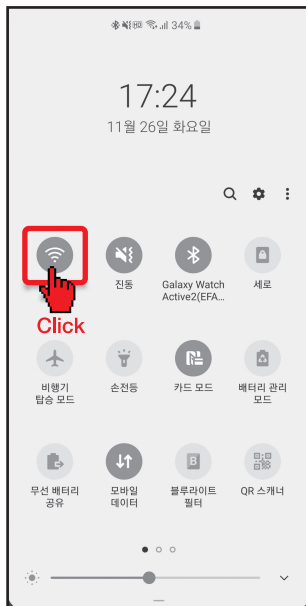 34%
17:24
11월 26일 화요일
진동
Galaxy Watch
Active2(EFA...
세로
Click
비행기
탑승 모드
손전등
카드 모드
배터리 관리
모드
무선 배터리
공유
모바일
데이터
블루라이트
필터
QR 스캐너